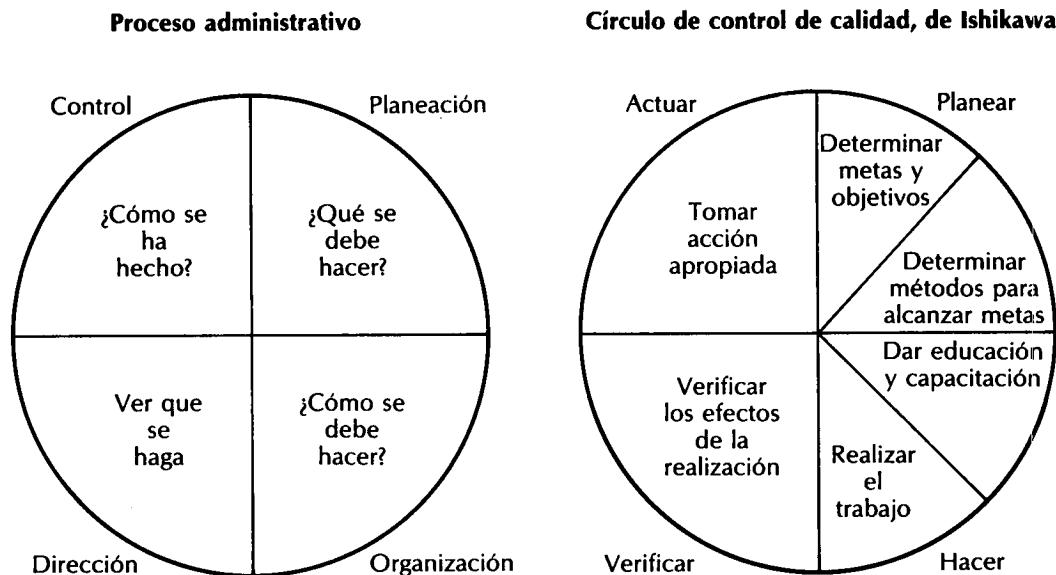 Proceso administrativo
Control
Planeación
¿Cómo se
ha
hecho?
¿Qué se
debe
hacer?
Ver que
se
haga
¿Cómo se
debe
hacer?
Dirección
Organización
Círculo de control de calidad, de Ishikawa
Actuar
Planear
Determinar
metas y
objetivos
Tomar
acción
apropiada
Determinar
métodos para
alcanzar metas
Dar educación
y capacitación
Verificar
los efectos
de la
realización
Realizar
el
trabajo
Verificar
Hacer